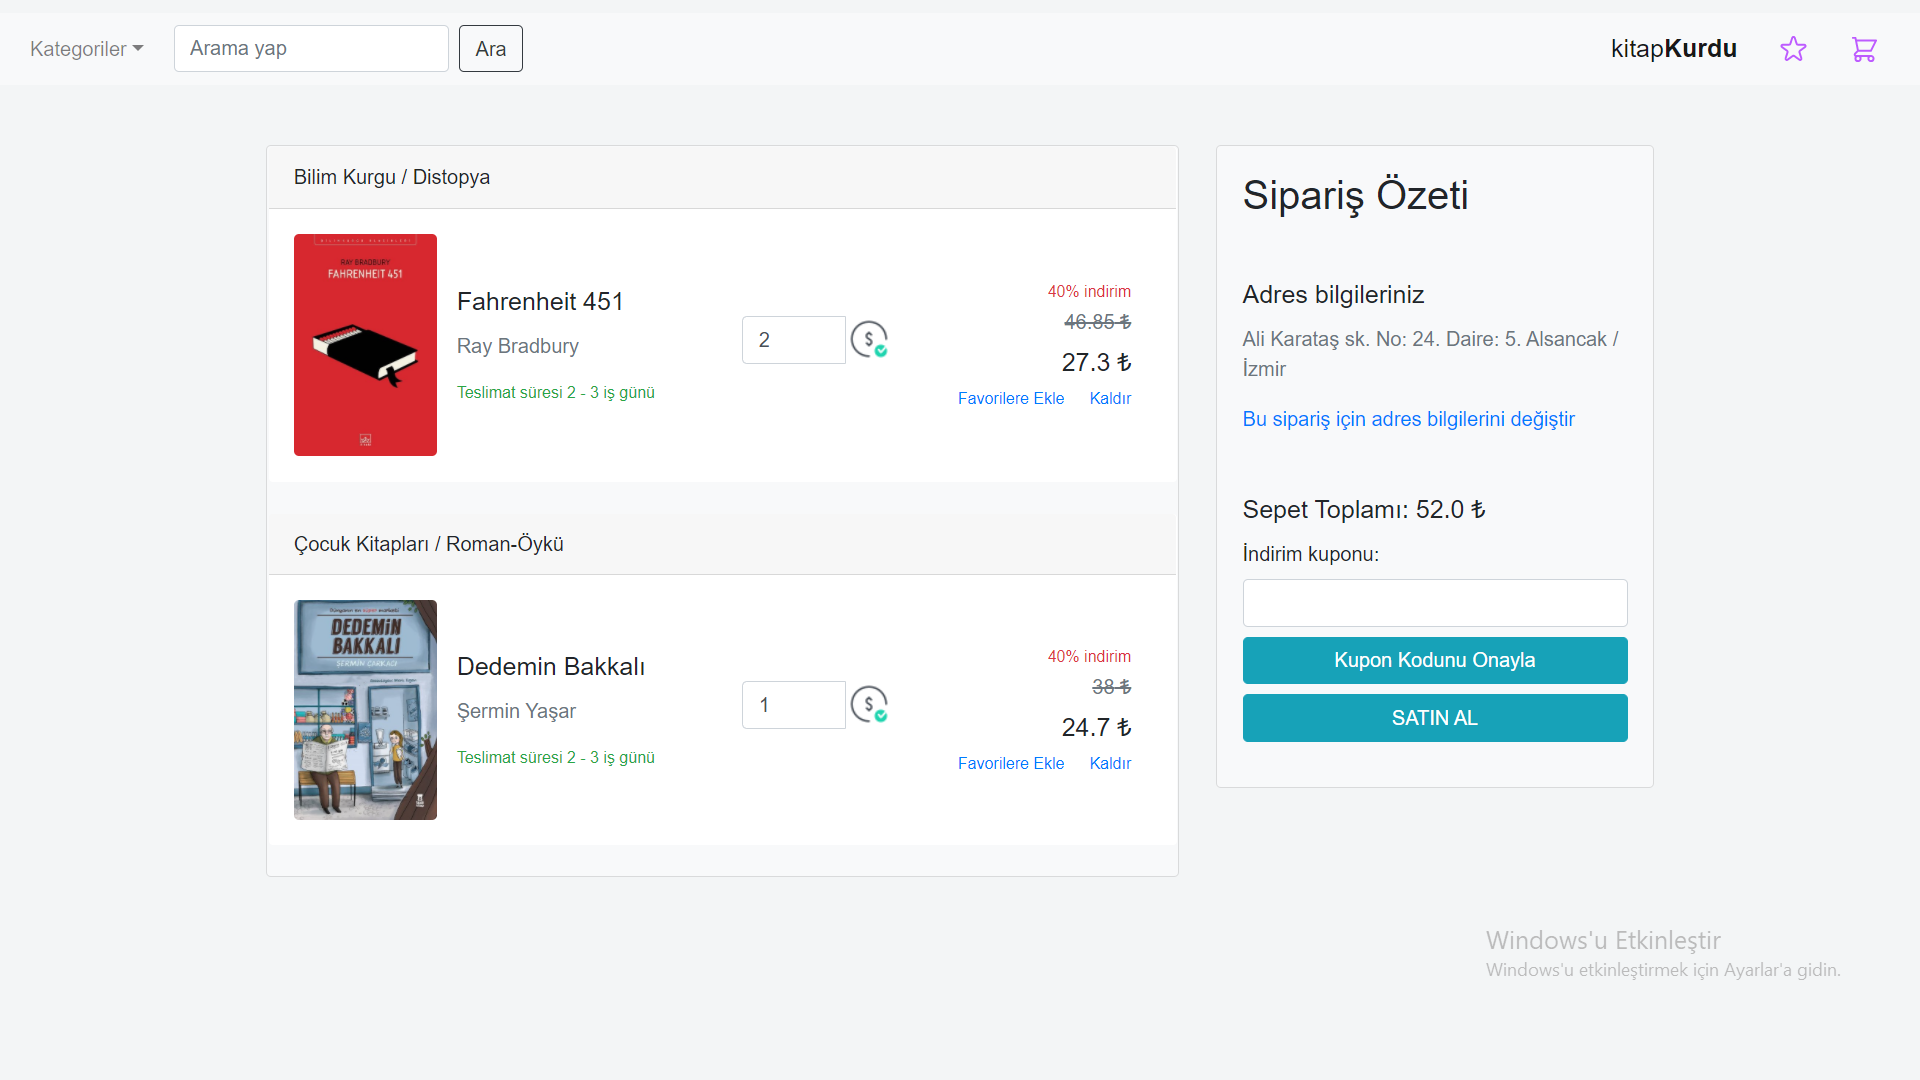 Kategoriler
Arama yap
Ara
kitapKurdu
Bilim Kurgu / Distopya
RAY BRADBURY
FAHRENHEIT 451
Fahrenheit 451
Ray Bradbury
Teslimat süresi 2 - 3 iş günü
2
40% indirim
46.85 ₺
27.3 ₺
Favorilere Ekle Kaldır
Çocuk Kitapları / Roman-Öykü
Dünyanın en süper marketi
DEDEMİN
BAKKALI
ŞERMİN ÇARKACI
Dedemin Bakkalı
Şermin Yaşar
Teslimat süresi 2 - 3 iş günü
1
40% indirim
38 ₺
24.7 ₺
Favorilere Ekle Kaldır
Sipariş Özeti
Adres bilgileriniz
Ali Karataş sk. No: 24. Daire: 5. Alsancak /
İzmir
Bu sipariş için adres bilgilerini değiştir
Sepet Toplamı: 52.0 ₺
İndirim kuponu:
Kupon Kodunu Onayla
SATIN AL
Windows'u Etkinleştir
Windows'u etkinleştirmek için Ayarlar'a gidin.